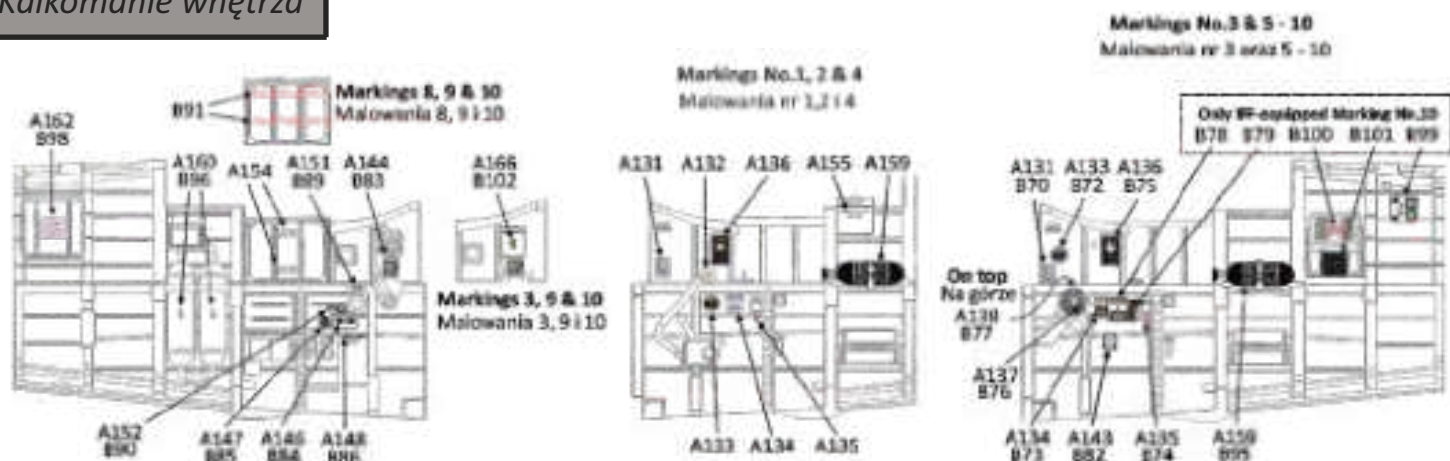 Kalkomanie wnętrza
Markings 8, 9 & 10
Malowania 8, 9 i 10
B91
A162
B98
A160
B96
A154
A151
B89
A144
B83
A166
B102
Markings 3, 9 & 10
Malowania 3, 9 i 10
A152
B90
A147
B85
A146
B84
A148
B86
Markings No.1, 2 & 4
Malowania nr 1,2 i 4
A131
A132
A136
A155
A159
A133
A134
A135
Markings No.3 & 5 - 10
Malowania nr 3 oraz 5 - 10
Only IFF-equipped Marking No.10
B78
B79
B100
B101
B99
A131
B70
A133
B72
A136
B75
On top
Na górze
A138
B77
A137
B76
A134
B73
A143
B82
A135
B74
A159
B95